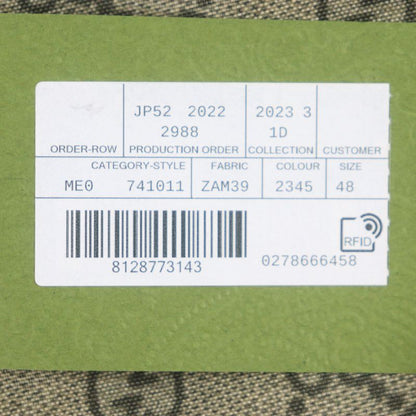 JP52 2022 2023 3
2988 1D
ORDER-ROW PRODUCTION ORDER COLLECTION CUSTOMER
CATEGORY-STYLE FABRIC COLOUR SIZE
ME0 741011 ZAM39 2345 48
8128773143 0278666458
RFID